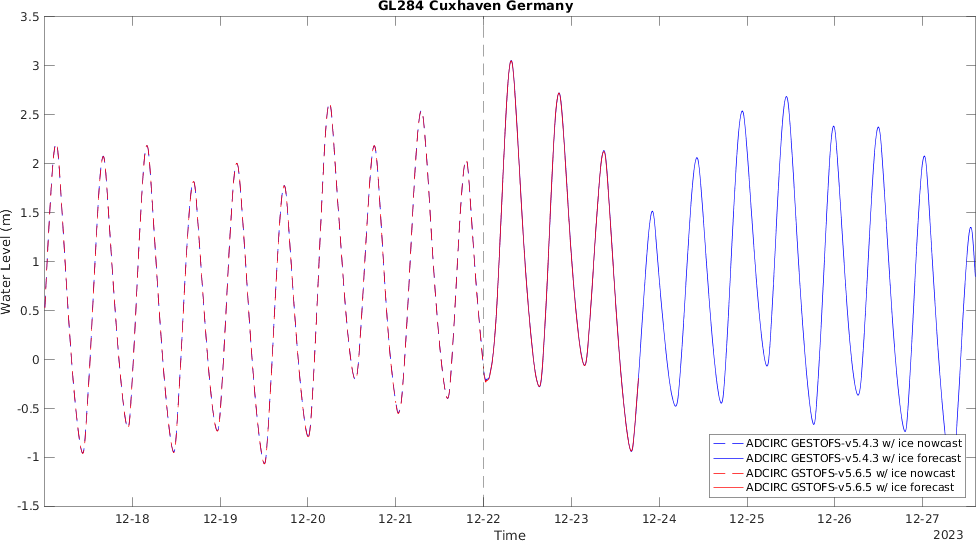 GL284 Cuxhaven Germany
3.5
3
2.5
2
1.5
1
0.5
0
-0.5
-1
-1.5
Water Level (m)
ADCIRC GESTOFS-v5.4.3 w/ ice nowcast
ADCIRC GESTOFS-v5.4.3 w/ ice forecast
ADCIRC GSTOFS-v5.6.5 w/ ice nowcast
ADCIRC GSTOFS-v5.6.5 w/ ice forecast
12-18 12-19 12-20 12-21 12-22 12-23 12-24 12-25 12-26 12-27
Time
2023